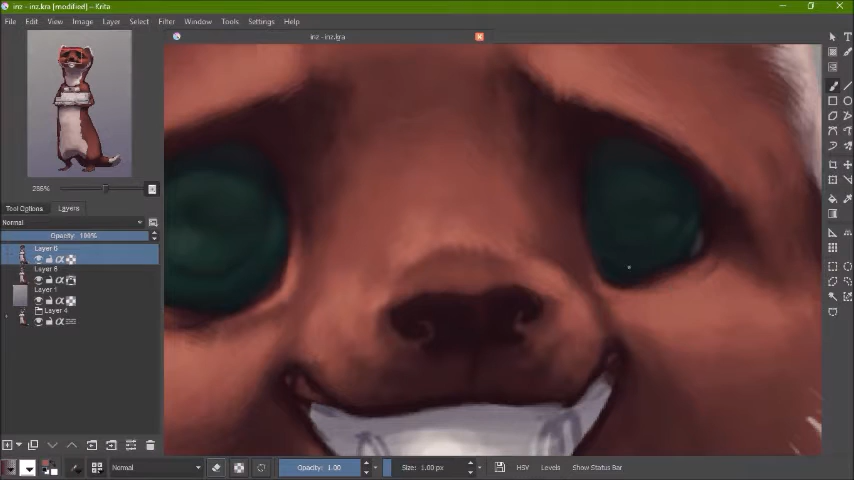 inz - inz.kra [modified] - Krita
File Edit View Image Layer Select Filter Window Tools Settings Help
inz - inz.kra
286%
Tool Options Layers
Normal
Opacity: 100%
Layer 6
Layer 8
Layer 1
Layer 4
Normal Opacity: 1.00 Size: 1.00 px HSV Levels Show Status Bar